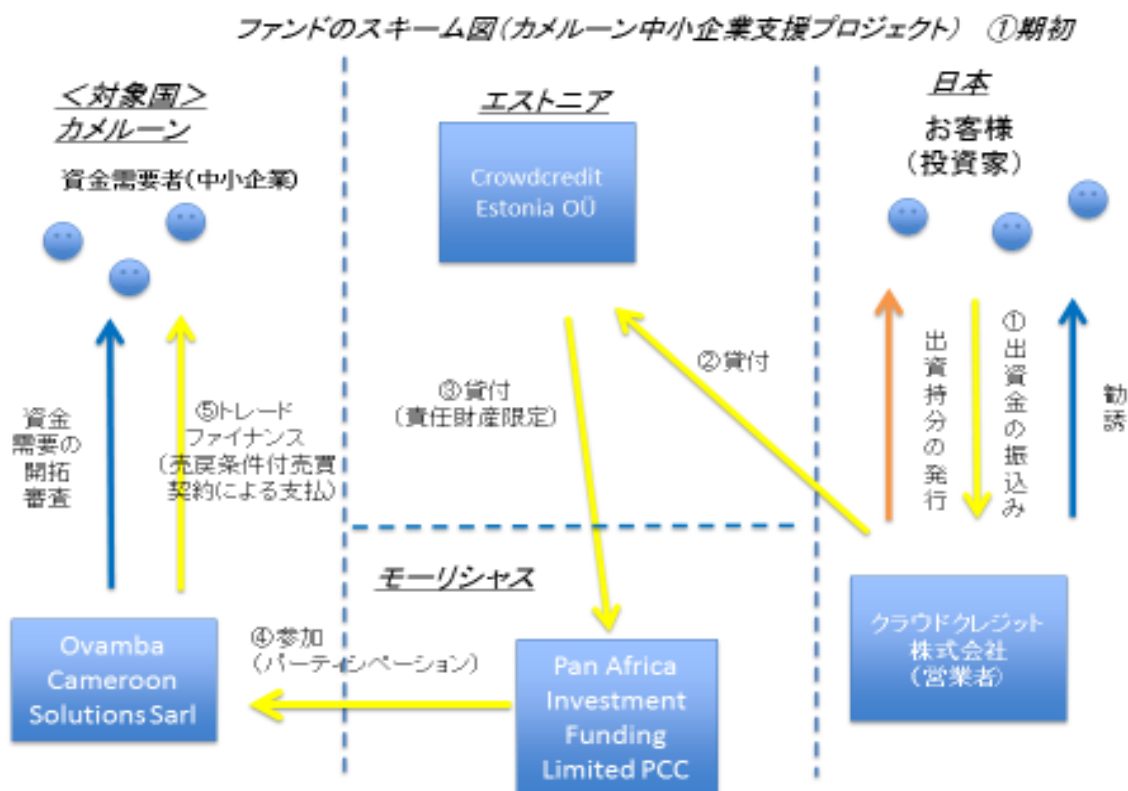 ファンドのスキーム図(カメルーン中小企業支援プロジェクト) ①期初
<対象国>
カメルーン
資金需要者(中小企業)
エストニア
Crowdcredit
Estonia OÜ
日本
お客様
(投資家)
資金
需要の
開拓
審査
⑤トレード
ファイナンス
(売戻条件付売買
契約による支払)
③貸付
(責任財産限定)
②貸付
出資持分の発行
①出資金の振込み
勧誘
モーリシャス
Ovamba
Cameroon
Solutions Sarl
④参加
(パーティシペーション)
Pan Africa
Investment
Funding
Limited PCC
クラウドクレジット
株式会社
(営業者)